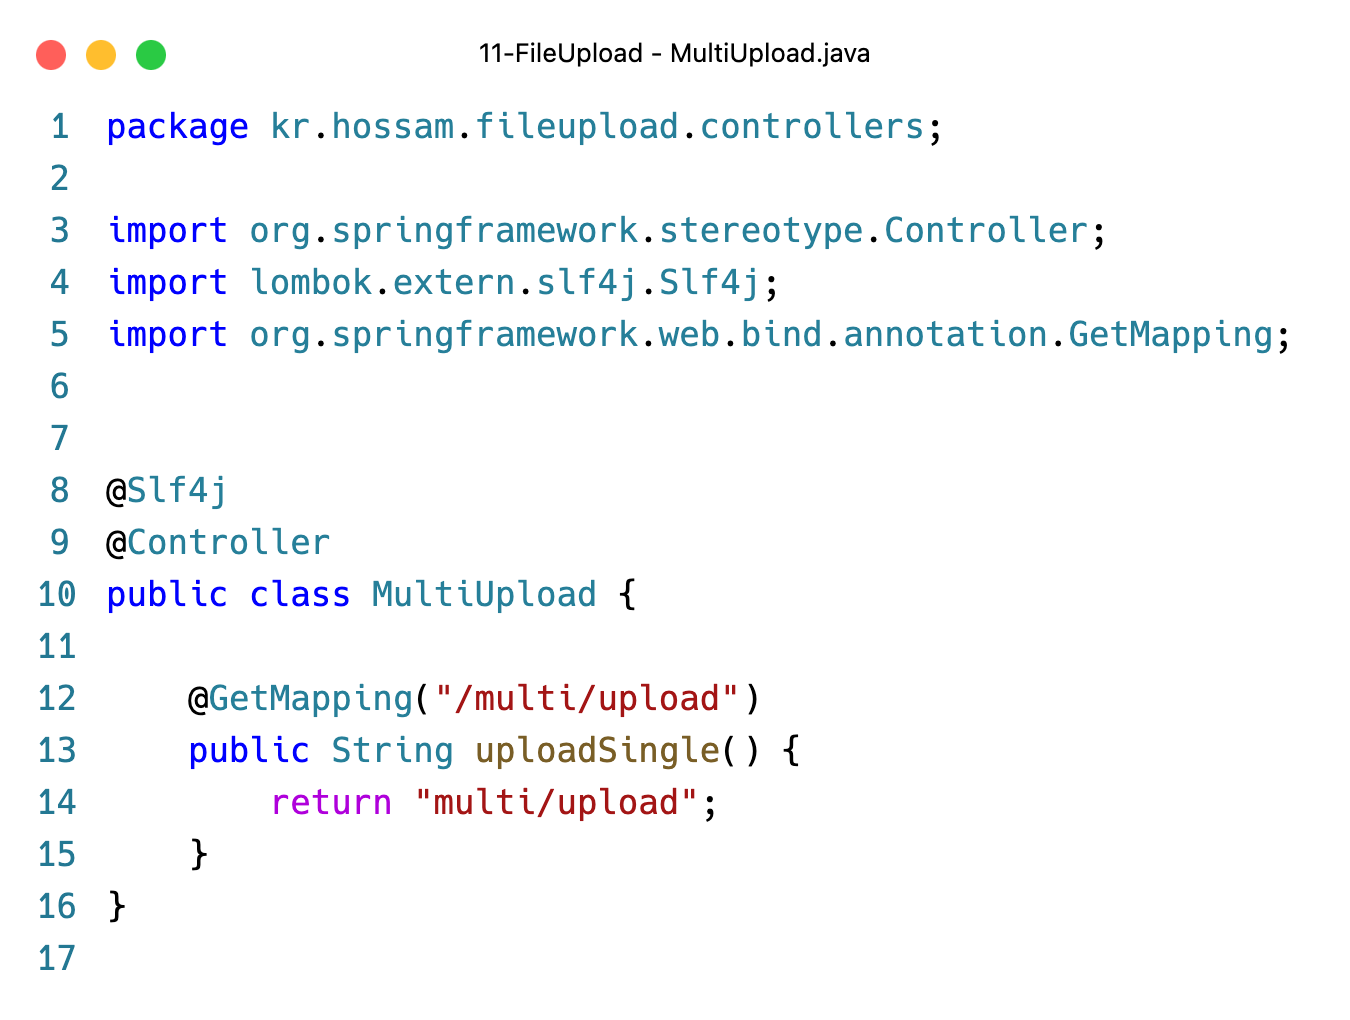 11-FileUpload - MultiUpload.java
1 package kr.hossam.fileupload.controllers;
2
3 import org.springframework.stereotype.Controller;
4 import lombok.extern.slf4j.Slf4j;
5 import org.springframework.web.bind.annotation.GetMapping;
6
7
8 @Slf4j
9 @Controller
10 public class MultiUpload {
11
12     @GetMapping("/multi/upload")
13     public String uploadSingle() {
14         return "multi/upload";
15     }
16 }
17